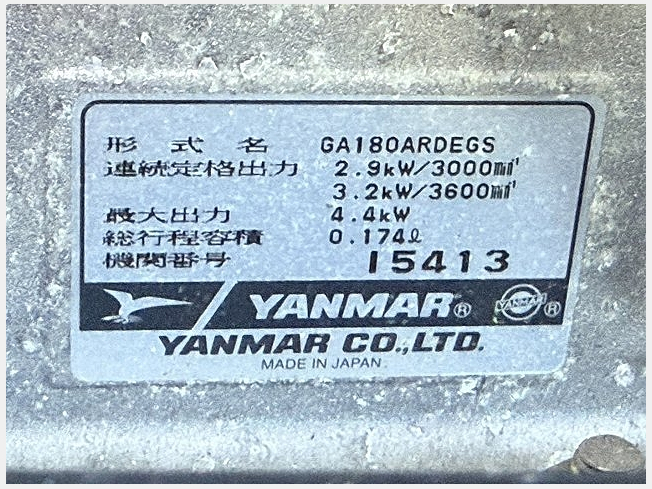 形式名 GA180ARDEGS
連続定格出力 2.9kW/3000min⁻¹
3.2kW/3600min⁻¹
最大出力 4.4kW
総行程容積 0.174ℓ
機関番号 15413
YANMAR® YANMAR®
YANMAR CO.,LTD.
MADE IN JAPAN